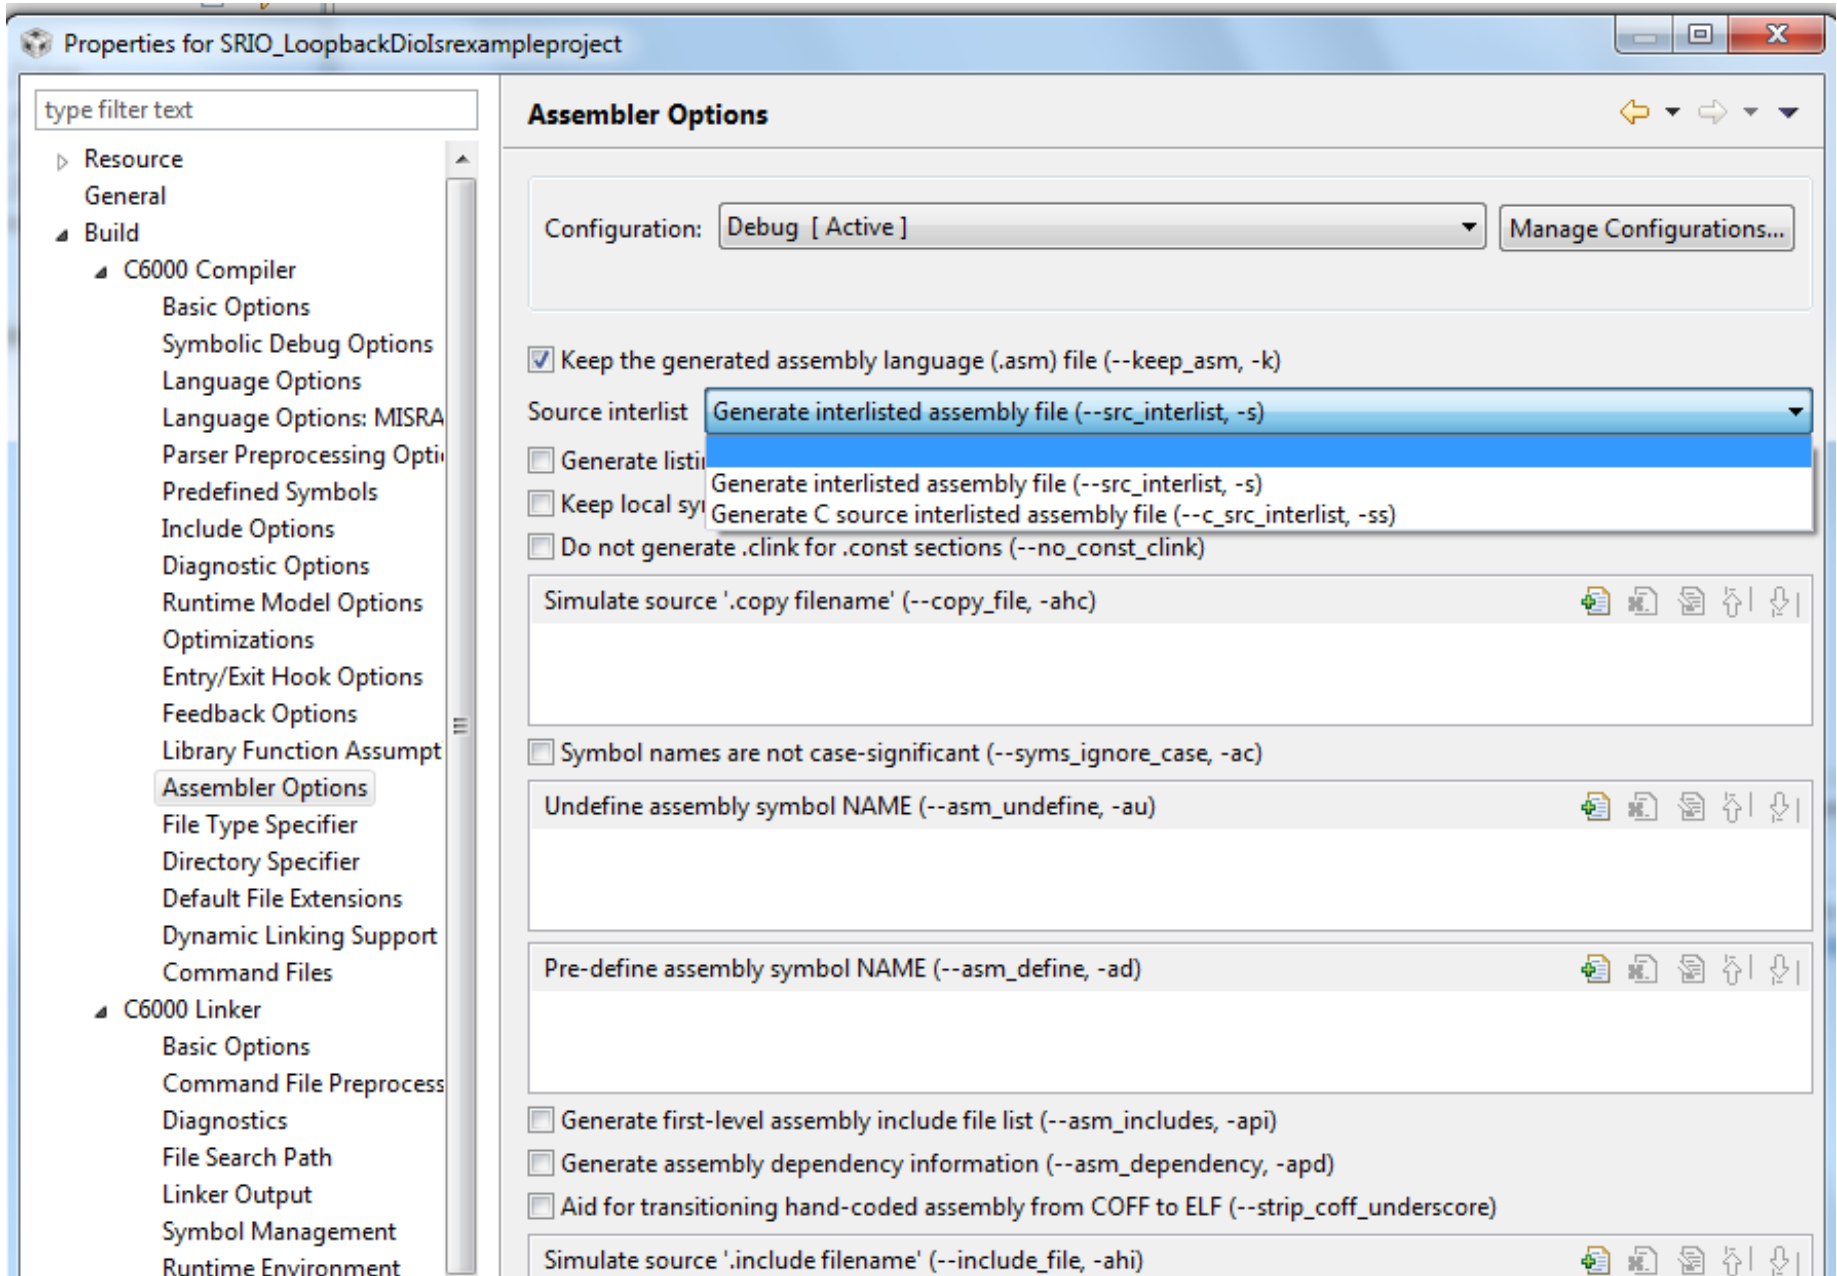 Properties for SRIO_LoopbackDioIsrexampleproject
type filter text
Resource
General
Build
C6000 Compiler
Basic Options
Symbolic Debug Options
Language Options
Language Options: MISRA
Parser Preprocessing Opti
Predefined Symbols
Include Options
Diagnostic Options
Runtime Model Options
Optimizations
Entry/Exit Hook Options
Feedback Options
Library Function Assumpt
Assembler Options
File Type Specifier
Directory Specifier
Default File Extensions
Dynamic Linking Support
Command Files
C6000 Linker
Basic Options
Command File Preprocess
Diagnostics
File Search Path
Linker Output
Symbol Management
Runtime Environment
Assembler Options
Configuration: Debug [ Active ] Manage Configurations...
Keep the generated assembly language (.asm) file (--keep_asm, -k)
Source interlist Generate interlisted assembly file (--src_interlist, -s)
Generate listi
Generate interlisted assembly file (--src_interlist, -s)
Keep local sy
Generate C source interlisted assembly file (--c_src_interlist, -ss)
Do not generate .clink for .const sections (--no_const_clink)
Simulate source '.copy filename' (--copy_file, -ahc)
Symbol names are not case-significant (--syms_ignore_case, -ac)
Undefine assembly symbol NAME (--asm_undefine, -au)
Pre-define assembly symbol NAME (--asm_define, -ad)
Generate first-level assembly include file list (--asm_includes, -api)
Generate assembly dependency information (--asm_dependency, -apd)
Aid for transitioning hand-coded assembly from COFF to ELF (--strip_coff_underscore)
Simulate source '.include filename' (--include_file, -ahi)